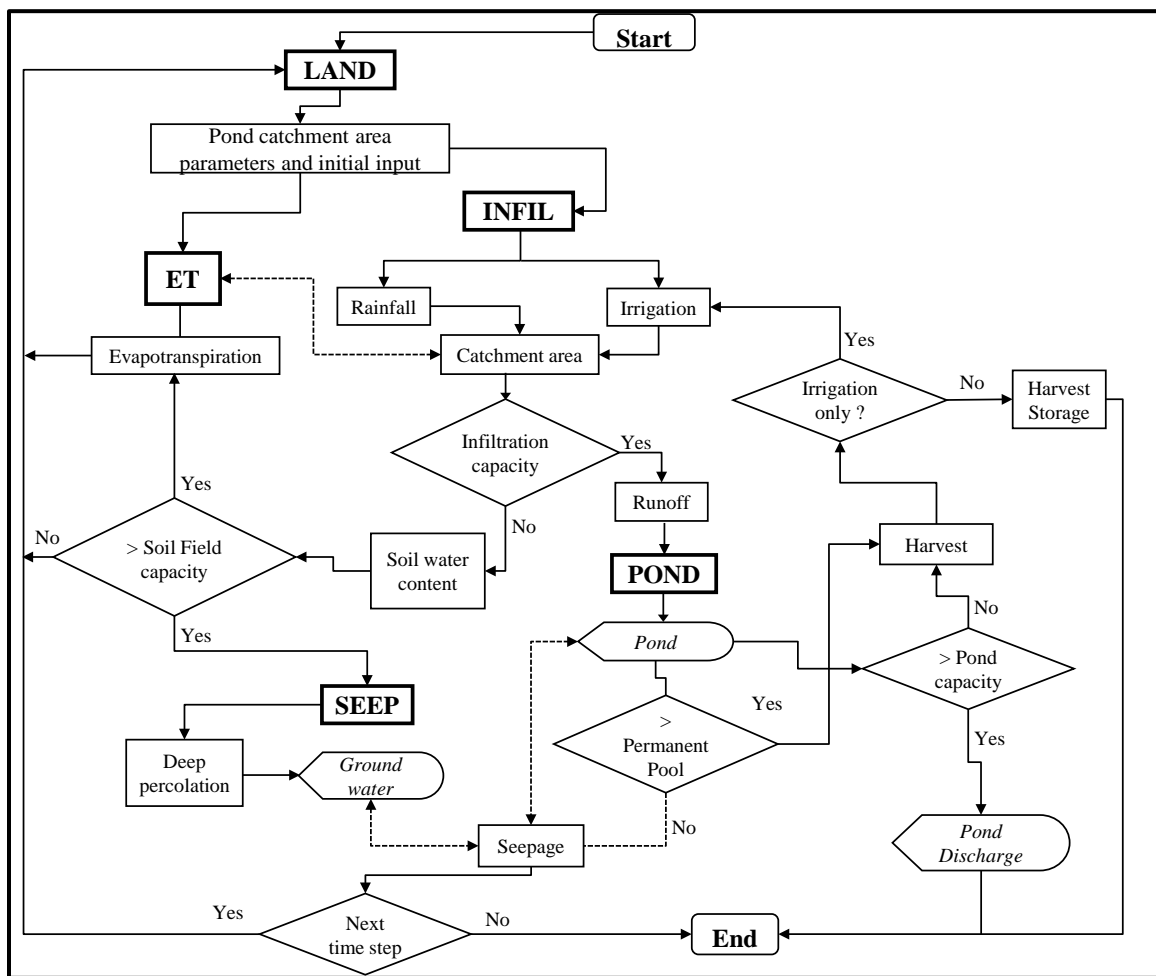 Start
LAND
Pond catchment area
parameters and initial input
INFIL
ET
Rainfall
Irrigation
Evapotranspiration
Catchment area
Yes
Irrigation
only ?
No
Harvest
Storage
Infiltration
capacity
Yes
Runoff
Yes
No
No
> Soil Field
capacity
Soil water
content
Harvest
POND
No
Yes
Pond
> Pond
capacity
SEEP
>
Permanent
Pool
Yes
Yes
Deep
percolation
Ground
water
No
Seepage
Pond
Discharge
Yes
Next
time step
No
End